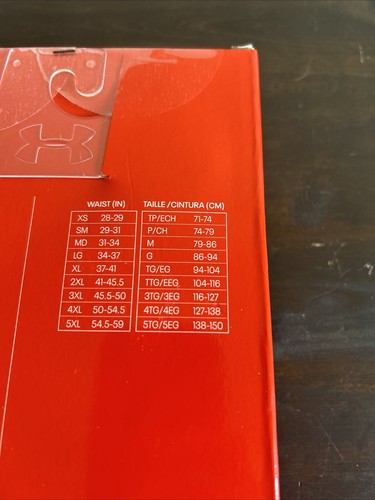 WAIST (IN) TAILLE/CINTURA (CM)
XS 28-29 TP/ECH 71-74
SM 29-31 P/CH 74-79
MD 31-34 M 79-86
LG 34-37 G 86-94
XL 37-41 TG/EG 94-104
2XL 41-45.5 TTG/EEG 104-116
3XL 45.5-50 3TG/3EG 116-127
4XL 50-54.5 4TG/4EG 127-138
5XL 54.5-59 5TG/5EG 138-150